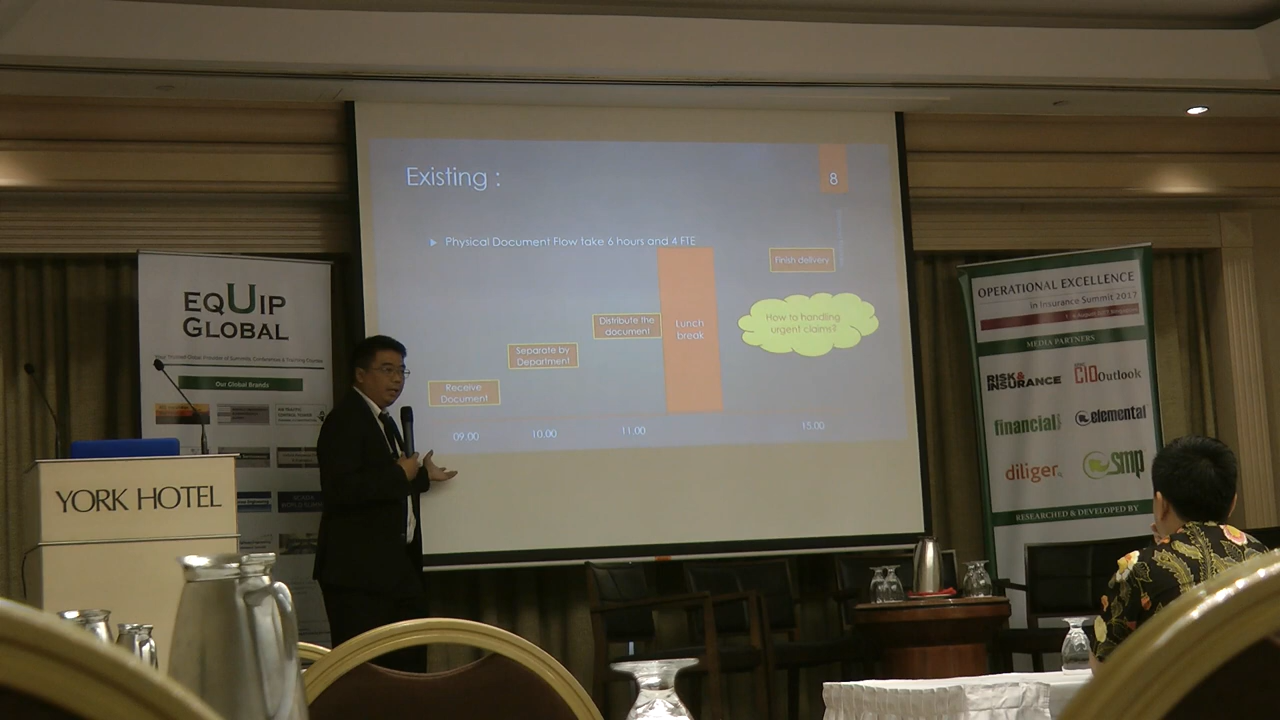 Existing :
8
Physical Document Flow take 6 hours and 4 FTE
Finish delivery
How to handling
urgent claims?
Distribute the
document
Lunch
break
Separate by
Department
Receive
Document
09.00
10.00
11.00
15.00
EQUIP
GLOBAL
Our Global Brands
YORK HOTEL
OPERATIONAL EXCELLENCE
in Insurance Summit 2017
MEDIA PARTNERS
RISK&
INSURANCE
CIOOutlook
financial
elemental
diliger
smp
RESEARCHED & DEVELOPED BY